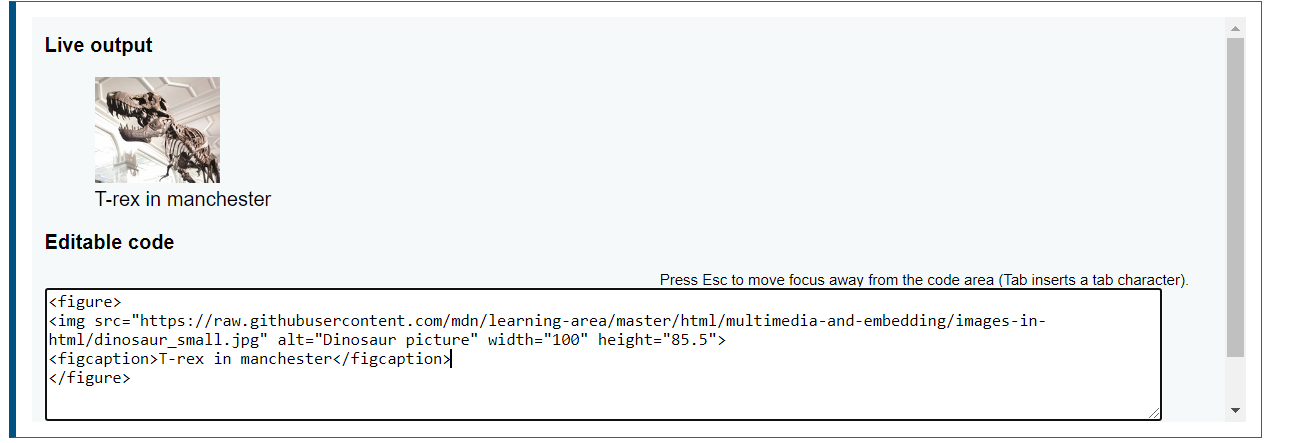 Live output
T-rex in manchester
Editable code
Press Esc to move focus away from the code area (Tab inserts a tab character).
<figure>
<img src="https://raw.githubusercontent.com/mdn/learning-area/master/html/multimedia-and-embedding/images-in-
html/dinosaur_small.jpg" alt="Dinosaur picture" width="100" height="85.5">
<figcaption>T-rex in manchester</figcaption>
</figure>